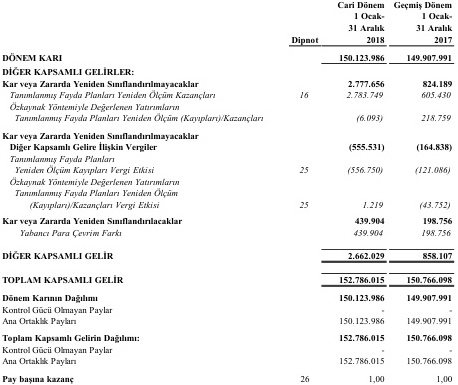 Cari Dönem Geçmiş Dönem
1 Ocak- 1 Ocak-
31 Aralık 31 Aralık
Dipnot 2018 2017
DÖNEM KARI 150.123.986 149.907.991
DİĞER KAPSAMLI GELİRLER:
Kar veya Zararda Yeniden Sınıflandırılmayacaklar 2.777.656 824.189
Tanımlanmış Fayda Planları Yeniden Ölçüm Kazançları 16 2.783.749 605.430
Özkaynak Yöntemiyle Değerlenen Yatırımların
Tanımlanmış Fayda Planları Yeniden Ölçüm (Kayıpları)/Kazançları (6.093) 218.759
Kar veya Zararda Yeniden Sınıflandırılmayacaklar
Diğer Kapsamlı Gelire İlişkin Vergiler (555.531) (164.838)
Tanımlanmış Fayda Planları
Yeniden Ölçüm Kayıpları Vergi Etkisi 25 (556.750) (121.086)
Özkaynak Yöntemiyle Değerlenen Yatırımların
Tanımlanmış Fayda Planları Yeniden Ölçüm
(Kayıpları)/Kazançları Vergi Etkisi 25 1.219 (43.752)
Kar veya Zararda Yeniden Sınıflandırılacaklar 439.904 198.756
Yabancı Para Çevrim Farkı 439.904 198.756
DİĞER KAPSAMLI GELİR 2.662.029 858.107
TOPLAM KAPSAMLI GELİR 152.786.015 150.766.098
Dönem Karının Dağılımı 150.123.986 149.907.991
Kontrol Gücü Olmayan Paylar - -
Ana Ortaklık Payları 150.123.986 149.907.991
Toplam Kapsamlı Gelirin Dağılımı: 152.786.015 150.766.098
Kontrol Gücü Olmayan Paylar - -
Ana Ortaklık Payları 152.786.015 150.766.098
Pay başına kazanç 26 1,00 1,00